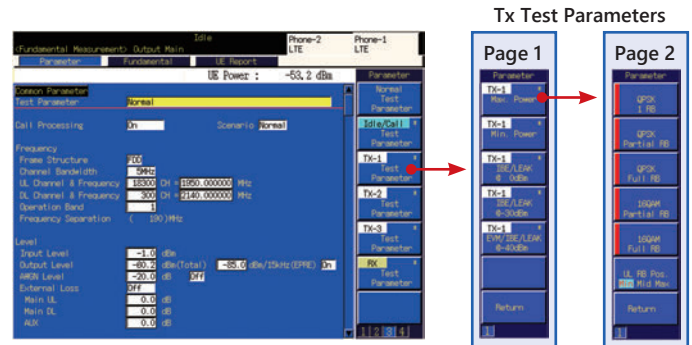 Tx Test Parameters
Idle
<Fundamental Measurement> Output Main
Phone-2
LTE
Phone-1
LTE
Parameter
Fundamental
UE Report
UE Power : -53.2 dBm
Common Parameter
Test Parameter Normal
Call Processing On Scenario Normal
Frequency
Frame Structure FDD
Channel Bandwidth 5MHz
UL Channel & Frequency 18300 CH = 1950.000000 MHz
DL Channel & Frequency 300 CH = 2140.000000 MHz
Operation Band 1
Frequency Separation ( 190)MHz
Level
Input Level -1.0 dBm
Output Level -60.2 dBm(Total) -85.0 dBm/15kHz(EPRE) On
AWGN Level -20.0 dB Off
External Loss Off
Main UL 0.0 dB
Main DL 0.0 dB
AUX 0.0 dB
Parameter
Normal
Test
Parameter
Idle/Call *
Test
Parameter
TX-1 *
Test
Parameter
TX-2 *
Test
Parameter
TX-3 *
Test
Parameter
RX *
Test
Parameter
1 2 3 4
Page 1
Parameter
TX-1 *
Max. Power
TX-1 *
Min. Power
TX-1 *
IBE/LEAK
@ 0dBm
TX-1 *
IBE/LEAK
@-30dBm
TX-1 *
EVM/IBE/LEAK
@-40dBm
Return
1
Page 2
Parameter
QPSK
1 RB
QPSK
Partial RB
QPSK
Full RB
16QAM
Partial RB
16QAM
Full RB
UL RB Pos.
Min Mid Max
Return
1